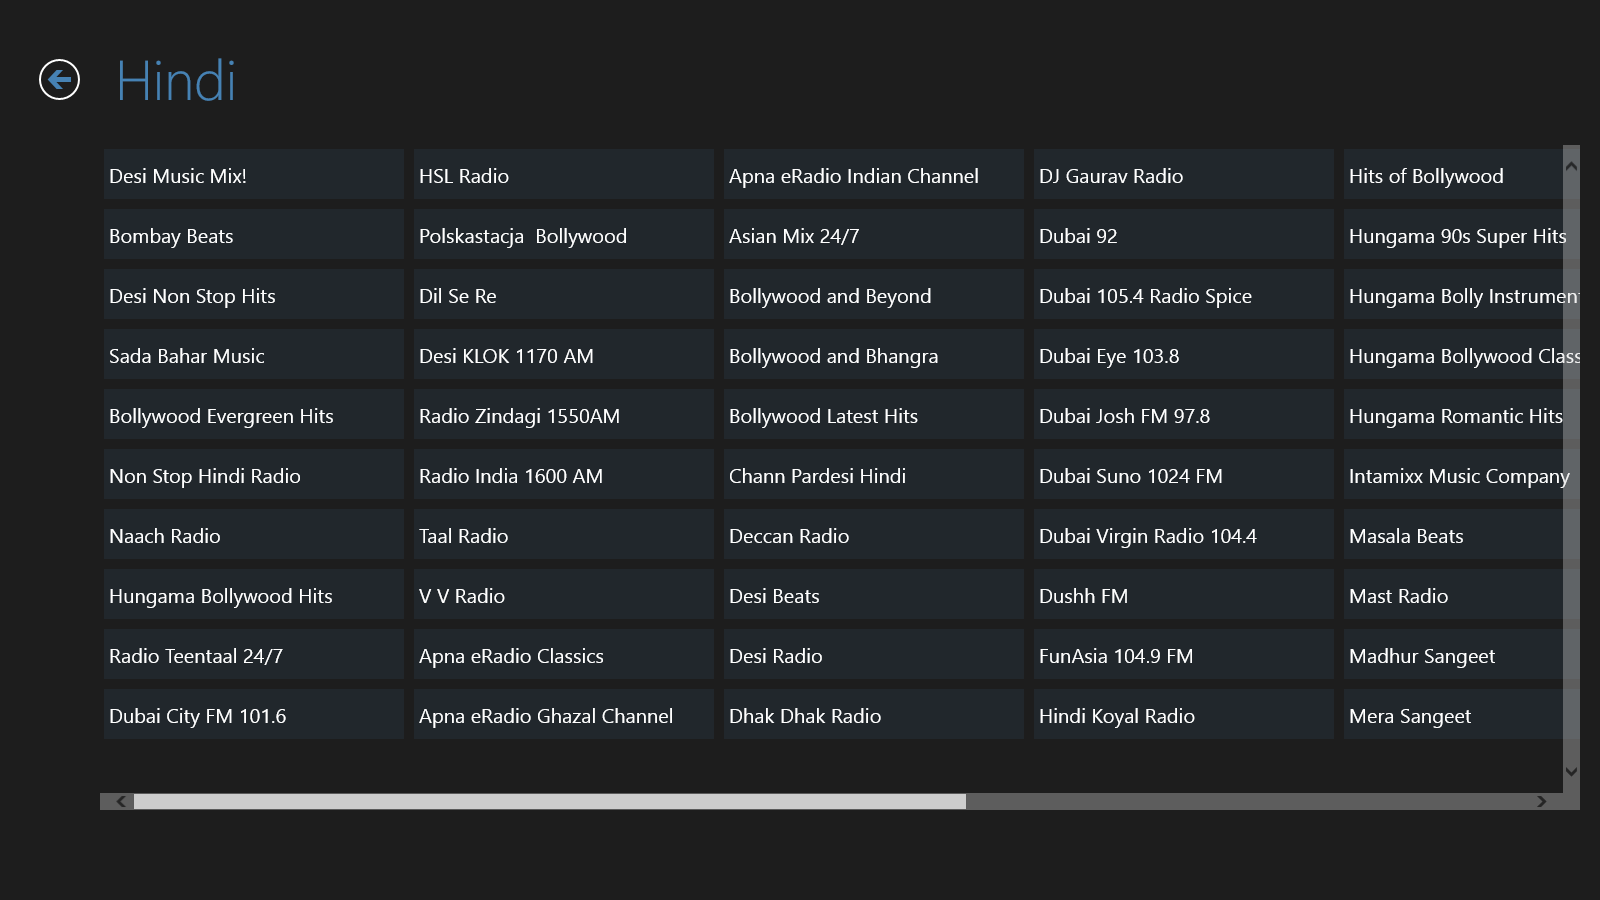 Hindi
Desi Music Mix!
Bombay Beats
Desi Non Stop Hits
Sada Bahar Music
Bollywood Evergreen Hits
Non Stop Hindi Radio
Naach Radio
Hungama Bollywood Hits
Radio Teentaal 24/7
Dubai City FM 101.6
HSL Radio
Polskastacja  Bollywood
Dil Se Re
Desi KLOK 1170 AM
Radio Zindagi 1550AM
Radio India 1600 AM
Taal Radio
V V Radio
Apna eRadio Classics
Apna eRadio Ghazal Channel
Apna eRadio Indian Channel
Asian Mix 24/7
Bollywood and Beyond
Bollywood and Bhangra
Bollywood Latest Hits
Chann Pardesi Hindi
Deccan Radio
Desi Beats
Desi Radio
Dhak Dhak Radio
DJ Gaurav Radio
Dubai 92
Dubai 105.4 Radio Spice
Dubai Eye 103.8
Dubai Josh FM 97.8
Dubai Suno 1024 FM
Dubai Virgin Radio 104.4
Dushh FM
FunAsia 104.9 FM
Hindi Koyal Radio
Hits of Bollywood
Hungama 90s Super Hits
Hungama Bolly Instrument
Hungama Bollywood Class
Hungama Romantic Hits
Intamixx Music Company
Masala Beats
Mast Radio
Madhur Sangeet
Mera Sangeet